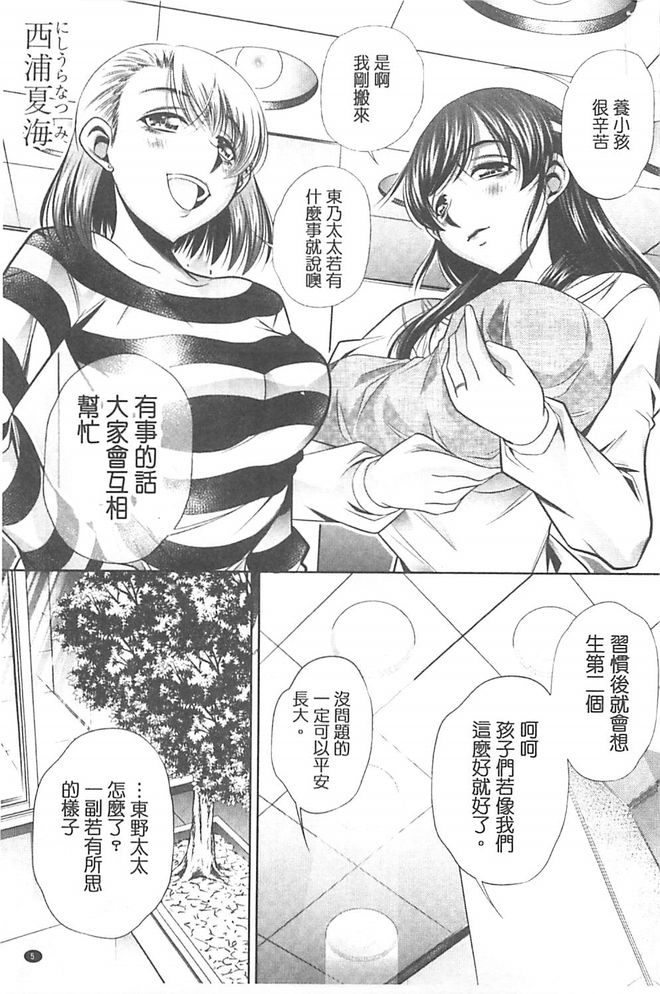 養小孩
很辛苦
是啊
我剛搬來
東乃太太若有
什麼事就說噢
にしうらなつみ
西浦夏海
有事的話
大家會互相
幫忙
習慣後就會想
生第二個
呵呵
孩子們若像我們
這麼好就好了。
沒問題的
一定可以平安
長大。
…東野太太
怎麼了？
一副若有所思
的樣子
5